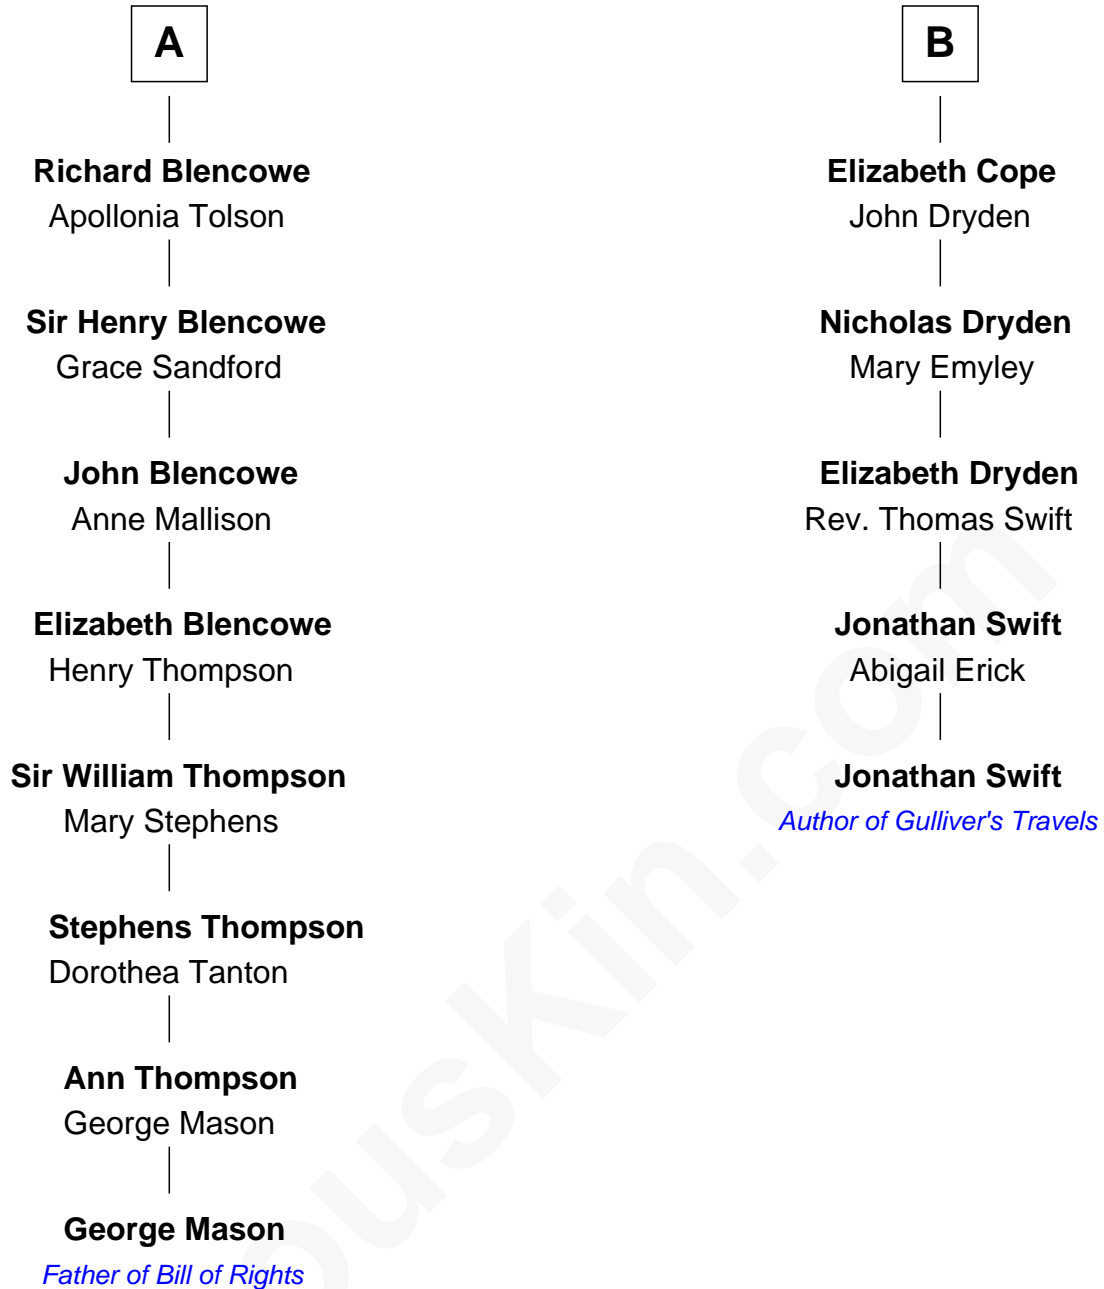 A
Richard Blencowe
Apollonia Tolson
Sir Henry Blencowe
Grace Sandford
John Blencowe
Anne Mallison
Elizabeth Blencowe
Henry Thompson
Sir William Thompson
Mary Stephens
Stephens Thompson
Dorothea Tanton
Ann Thompson
George Mason
George Mason
Father of Bill of Rights
B
Elizabeth Cope
John Dryden
Nicholas Dryden
Mary Emyley
Elizabeth Dryden
Rev. Thomas Swift
Jonathan Swift
Abigail Erick
Jonathan Swift
Author of Gulliver's Travels
ousKin.com